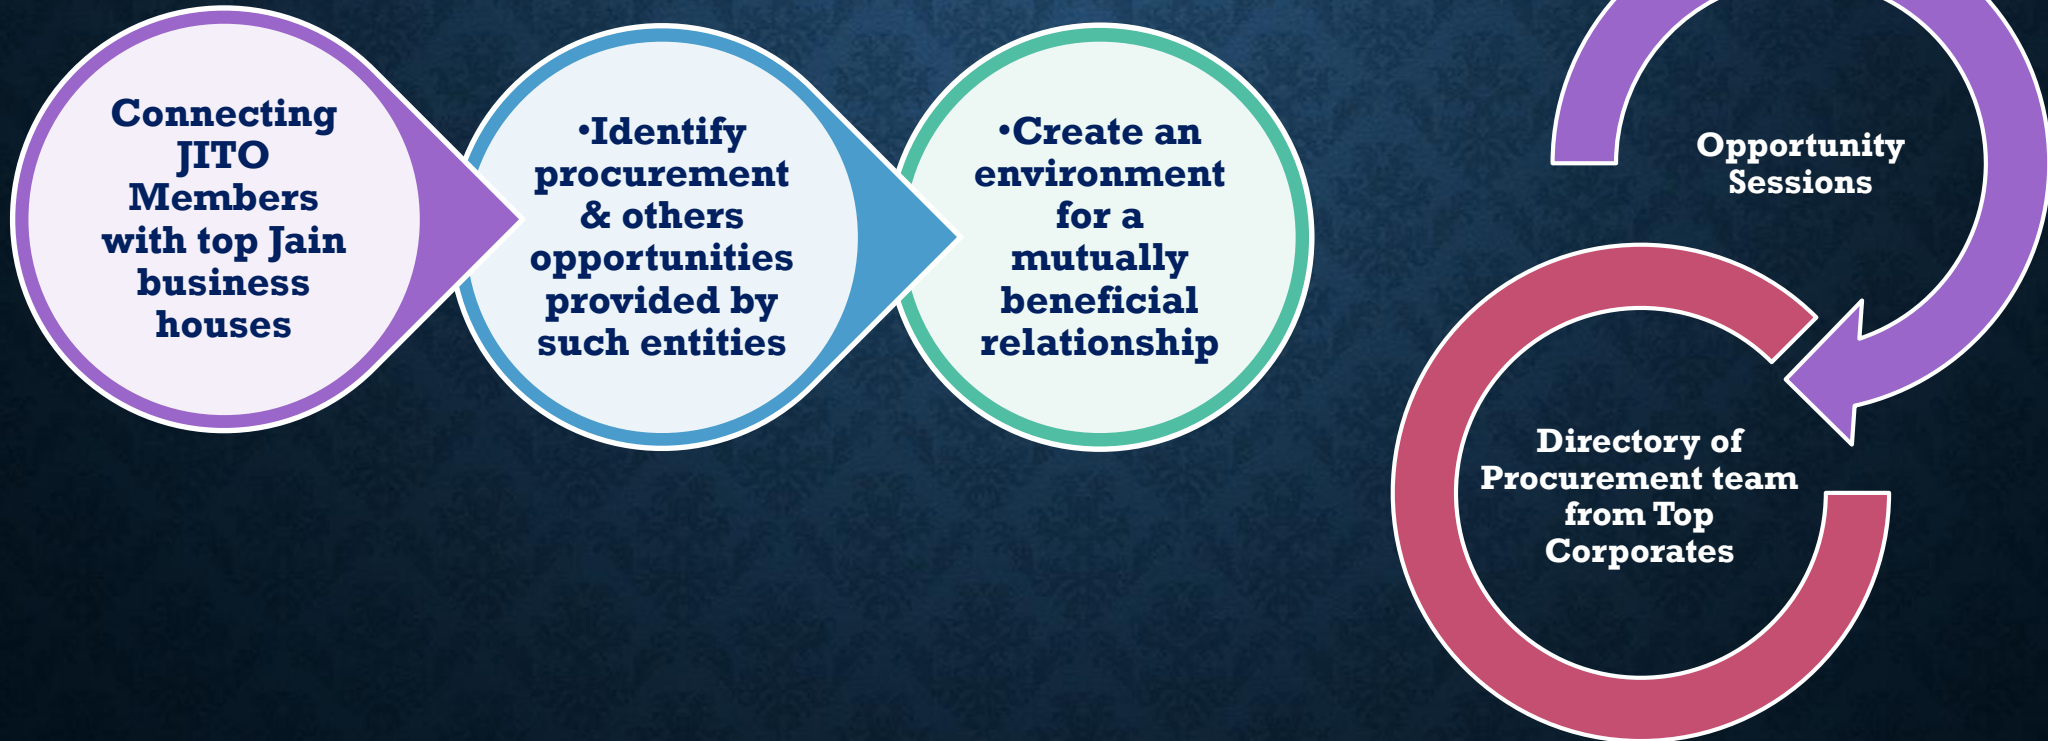 Connecting
JITO
Members
with top Jain
business
houses
•Identify
procurement
& others
opportunities
provided by
such entities
•Create an
environment
for a
mutually
beneficial
relationship
Opportunity
Sessions
Directory of
Procurement team
from Top
Corporates